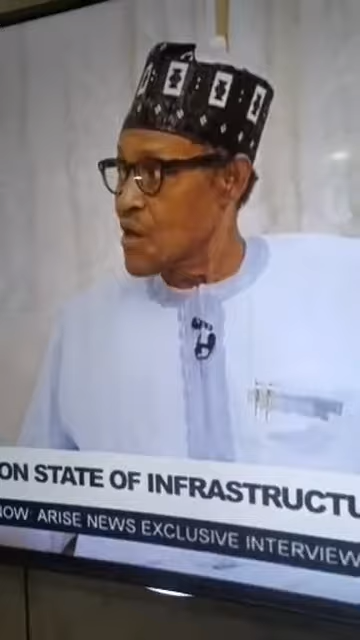 ON STATE OF INFRASTRUCTU
NOW: ARISE NEWS EXCLUSIVE INTERVIEW